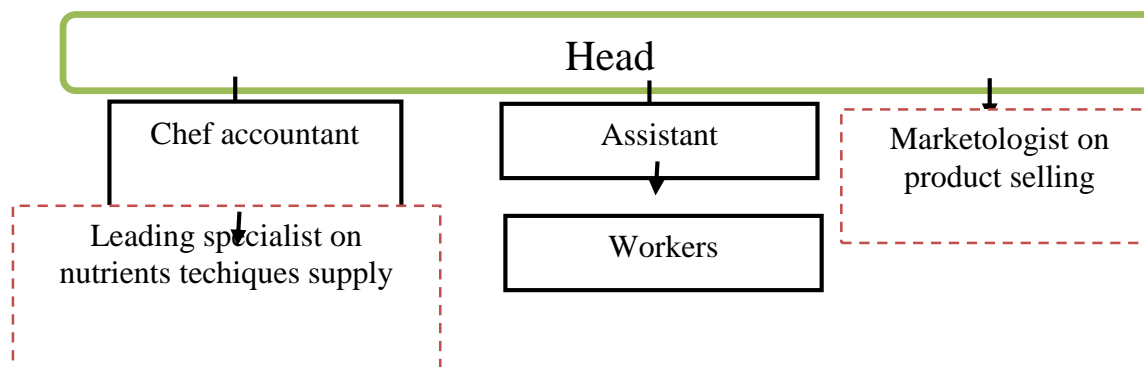 Head
Chef accountant
Assistant
Marketologist on
product selling
Leading specialist on
nutrients techiques supply
Workers